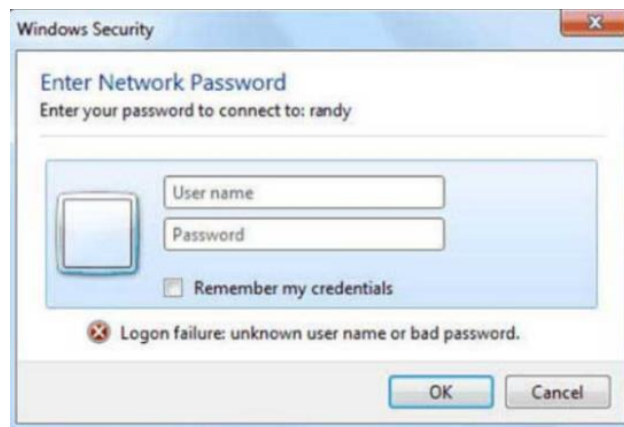 Windows Security
Enter Network Password
Enter your password to connect to: randy
User name
Password
Remember my credentials
Logon failure: unknown user name or bad password.
OK
Cancel